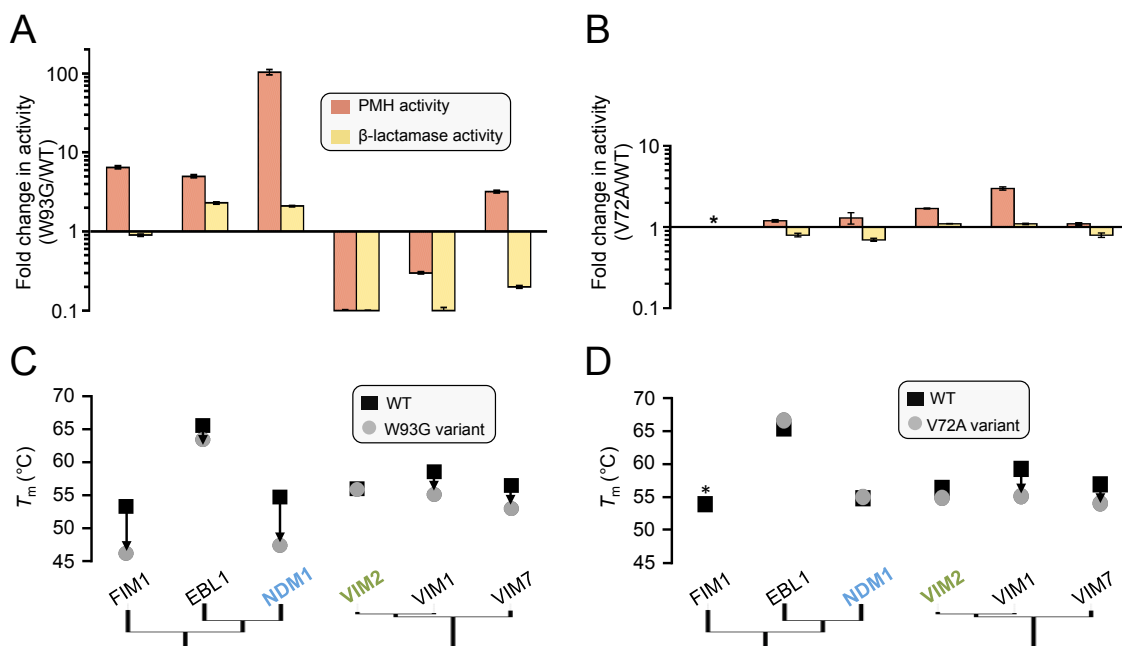 A
Fold change in activity
(W93G/WT)
100
10
1
0.1
PMH activity
β-lactamase activity
B
Fold change in activity
(V72A/WT)
10
1
0.1
*
C
Tm (°C)
70
65
60
55
50
45
WT
W93G variant
FIM1
EBL1
NDM1
VIM2
VIM1
VIM7
D
Tm (°C)
70
65
60
55
50
45
WT
V72A variant
*
FIM1
EBL1
NDM1
VIM2
VIM1
VIM7